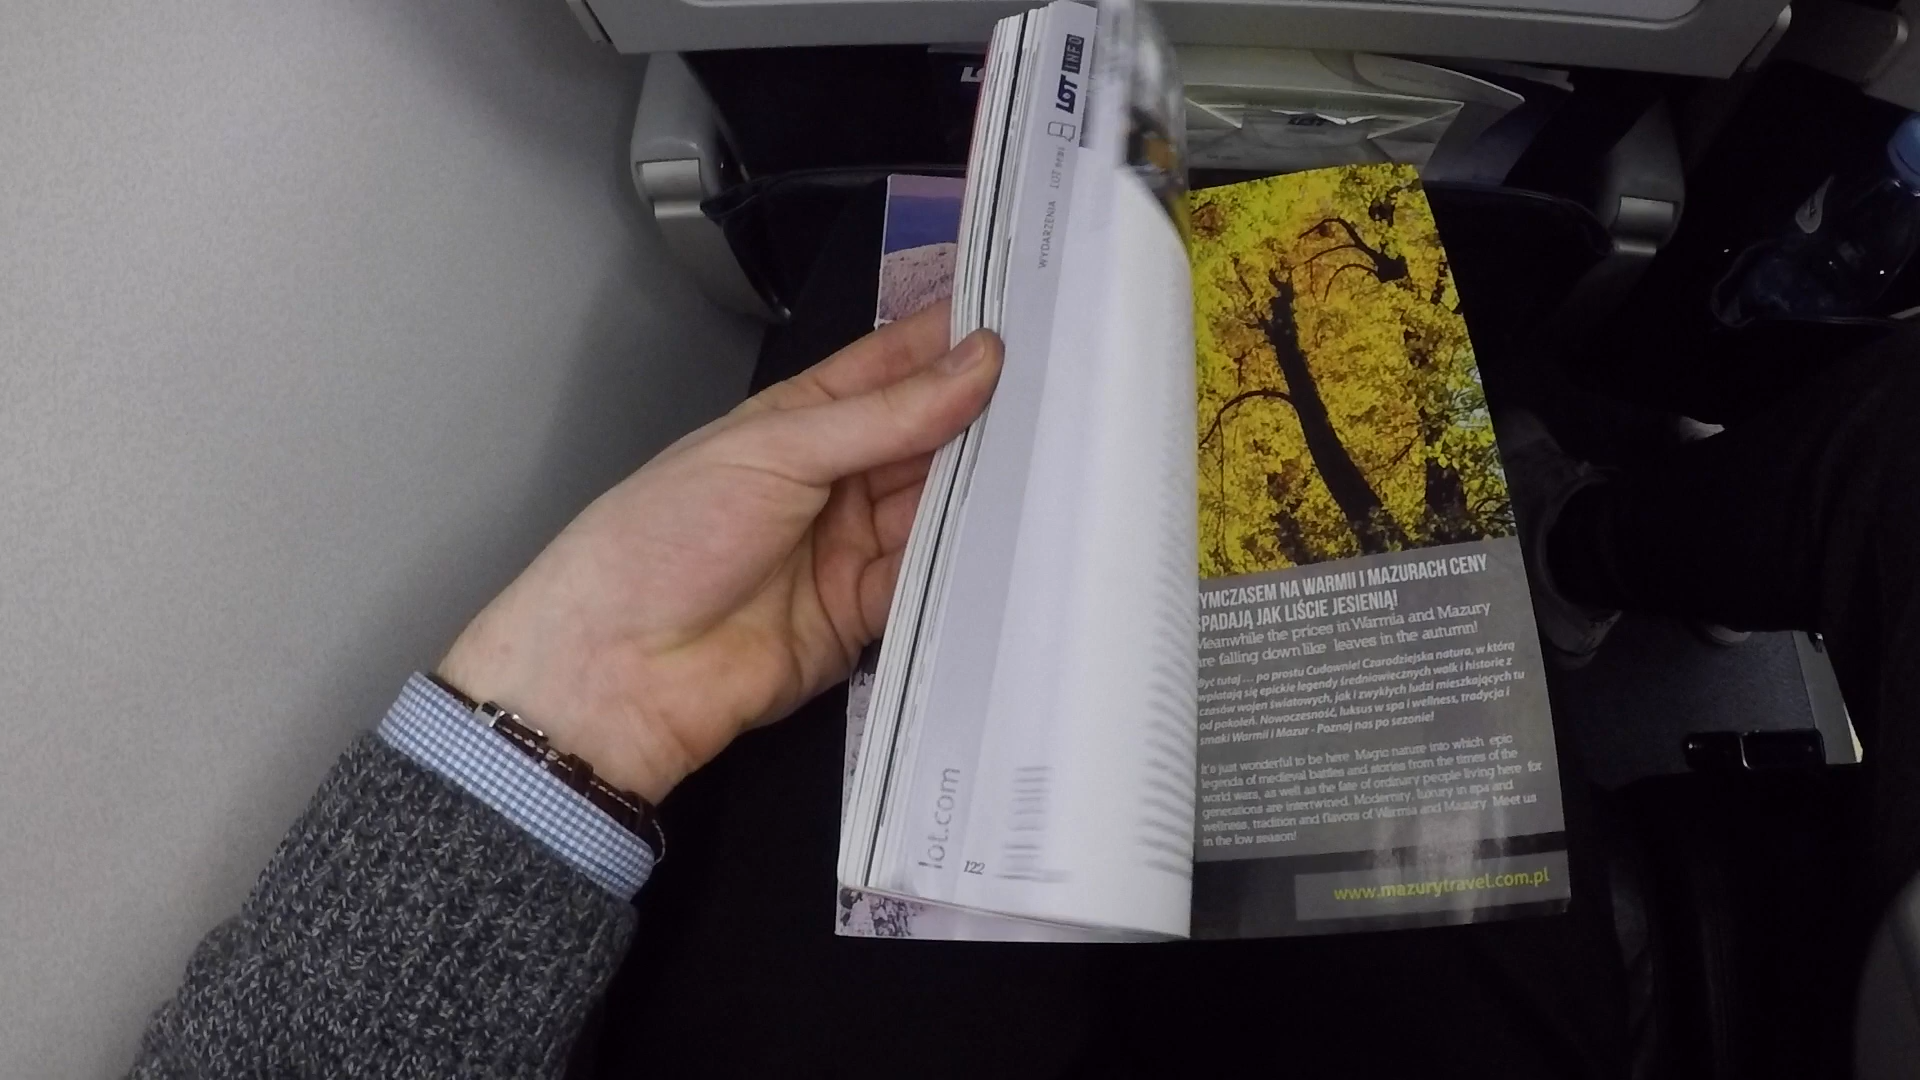 LOT INFO
WYDARZENIA
lot.com
122
YMCZASEM NA WARMII I MAZURACH CENY
SPADAJĄ JAK LIŚCIE JESIENIĄ!
Meanwhile the prices in Warmia and Mazury
are falling down like leaves in the autumn!
Być tutaj ... po prostu Cudownie! Czarodziejska natura, w którą
wplatają się epickie legendy średniowiecznych walk i historie z
czasów wojen światowych, jak i zwykłych ludzi mieszkających tu
od pokoleń. Nowoczesność, luksus w spa i wellness, tradycja i
smaki Warmii i Mazur - Poznaj nas po sezonie!
It's just wonderful to be here. Magic nature into which epic
legends of medieval battles and stories from the times of the
world wars, as well as the fate of ordinary people living here for
generations are intertwined. Modernity, luxury in spa and
wellness, tradition and flavors of Warmia and Mazury. Meet us
in the low season!
www.mazurytravel.com.pl